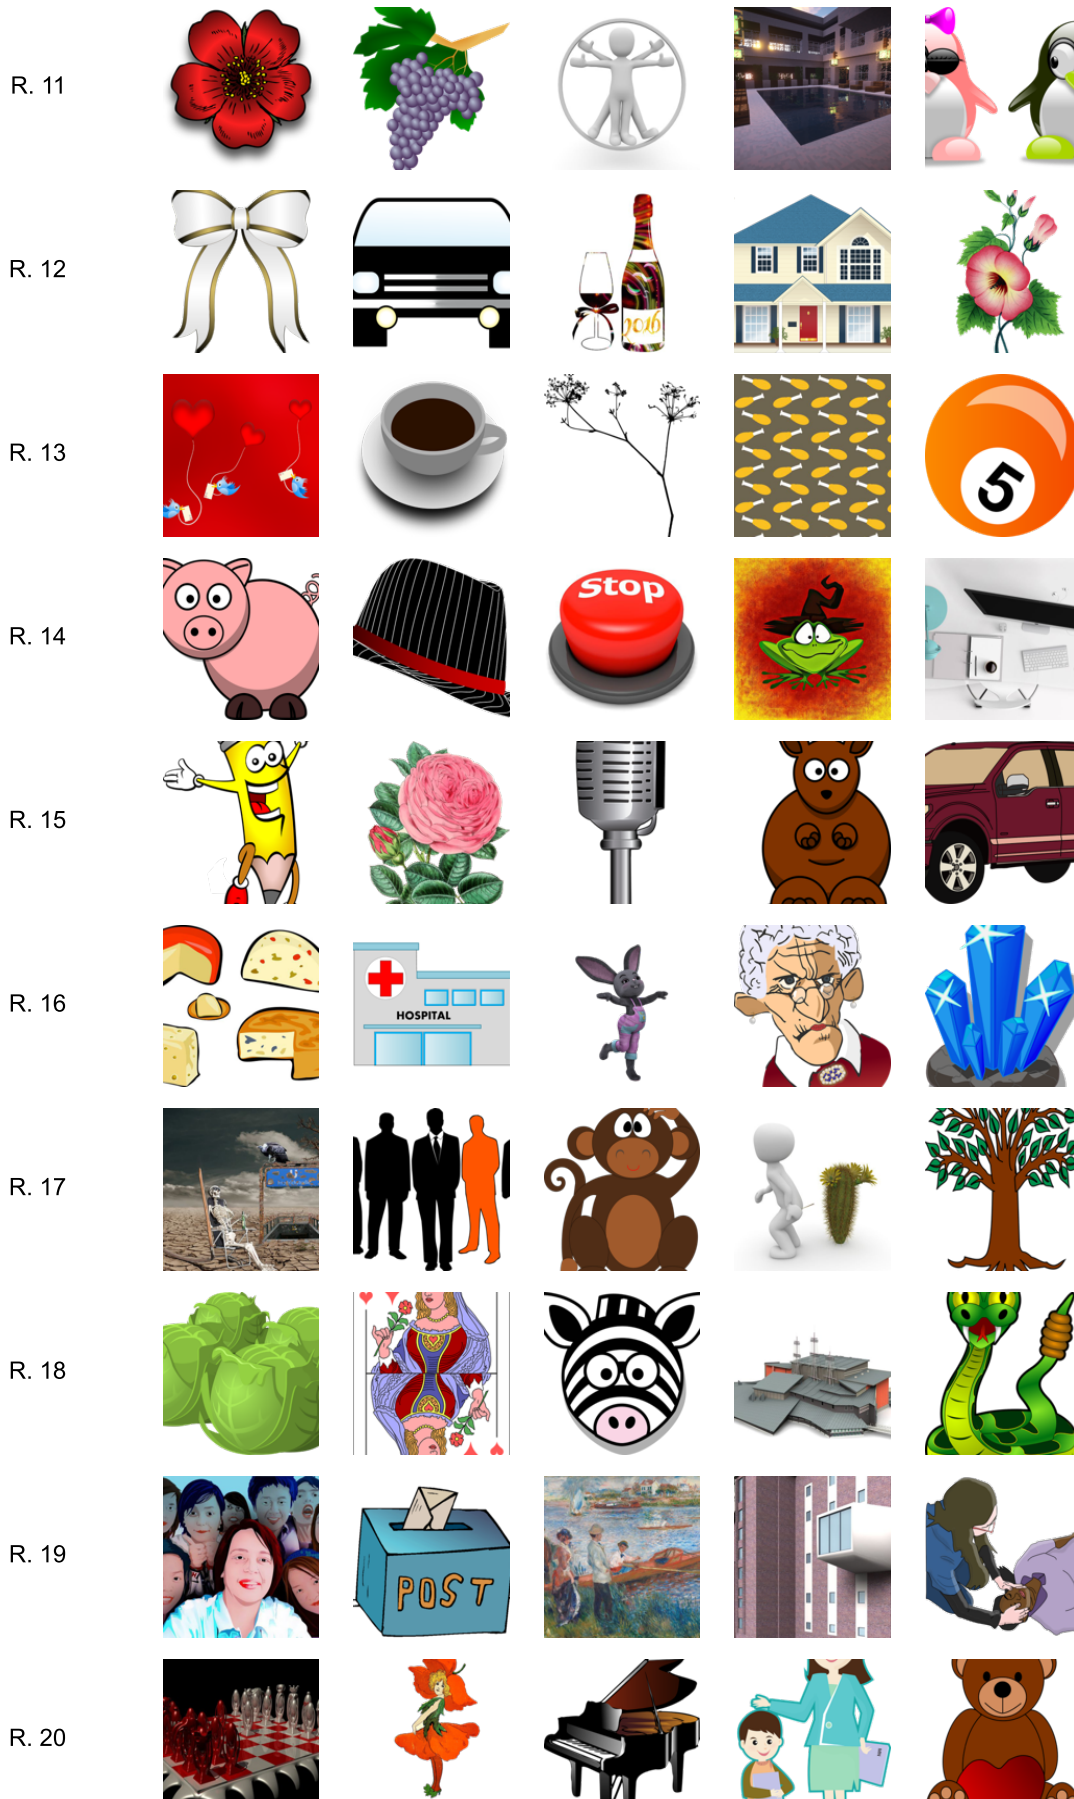 R. 11
R. 12
2016
R. 13
5
R. 14
Stop
R. 15
R. 16
HOSPITAL
R. 17
R. 18
R. 19
POST
R. 20